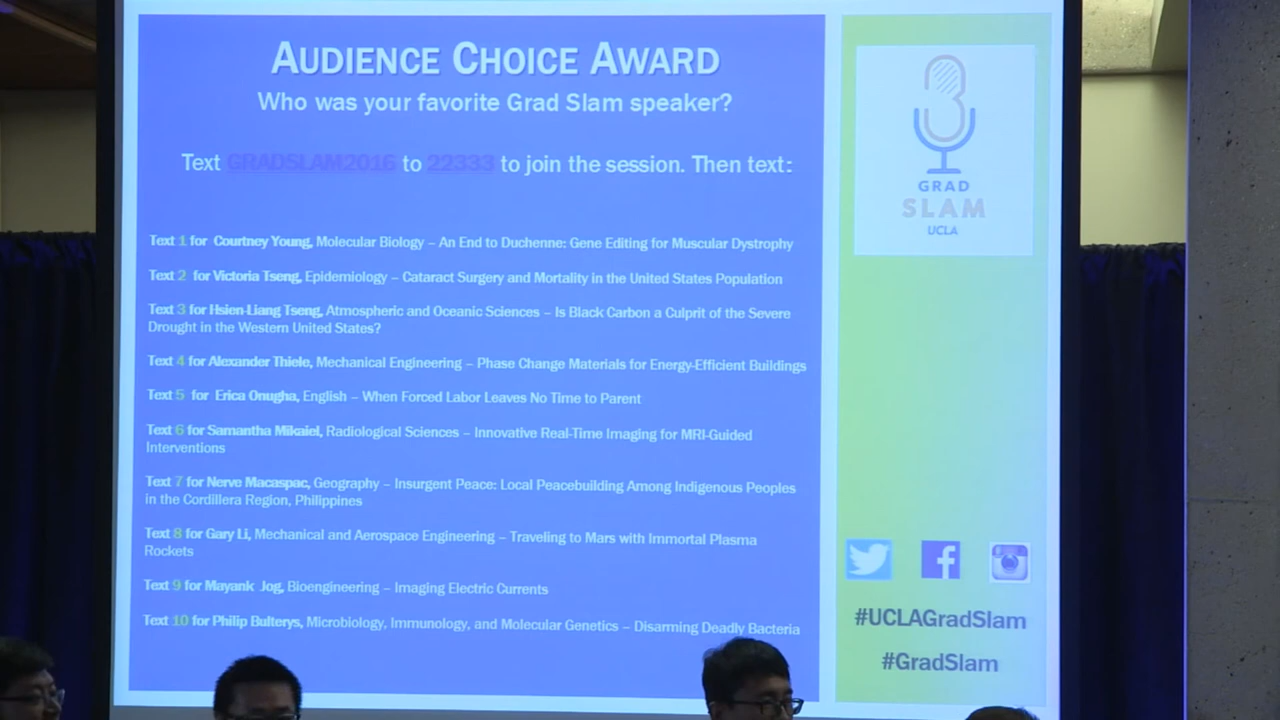 AUDIENCE CHOICE AWARD
Who was your favorite Grad Slam speaker?
Text GRADSLAM2016 to 22333 to join the session. Then text:
Text 1 for Courtney Young, Molecular Biology – An End to Duchenne: Gene Editing for Muscular Dystrophy
Text 2 for Victoria Tseng, Epidemiology – Cataract Surgery and Mortality in the United States Population
Text 3 for Hsien-Liang Tseng, Atmospheric and Oceanic Sciences – Is Black Carbon a Culprit of the Severe
Drought in the Western United States?
Text 4 for Alexander Thiele, Mechanical Engineering – Phase Change Materials for Energy-Efficient Buildings
Text 5 for Erica Onugha, English – When Forced Labor Leaves No Time to Parent
Text 6 for Samantha Mikaiel, Radiological Sciences – Innovative Real-Time Imaging for MRI-Guided
Interventions
Text 7 for Nerve Macaspac, Geography – Insurgent Peace: Local Peacebuilding Among Indigenous Peoples
in the Cordillera Region, Philippines
Text 8 for Gary Li, Mechanical and Aerospace Engineering – Traveling to Mars with Immortal Plasma
Rockets
Text 9 for Mayank Jog, Bioengineering – Imaging Electric Currents
Text 10 for Philip Bulterys, Microbiology, Immunology, and Molecular Genetics – Disarming Deadly Bacteria
3
GRAD
SLAM
UCLA
#UCLAGradSlam
#GradSlam